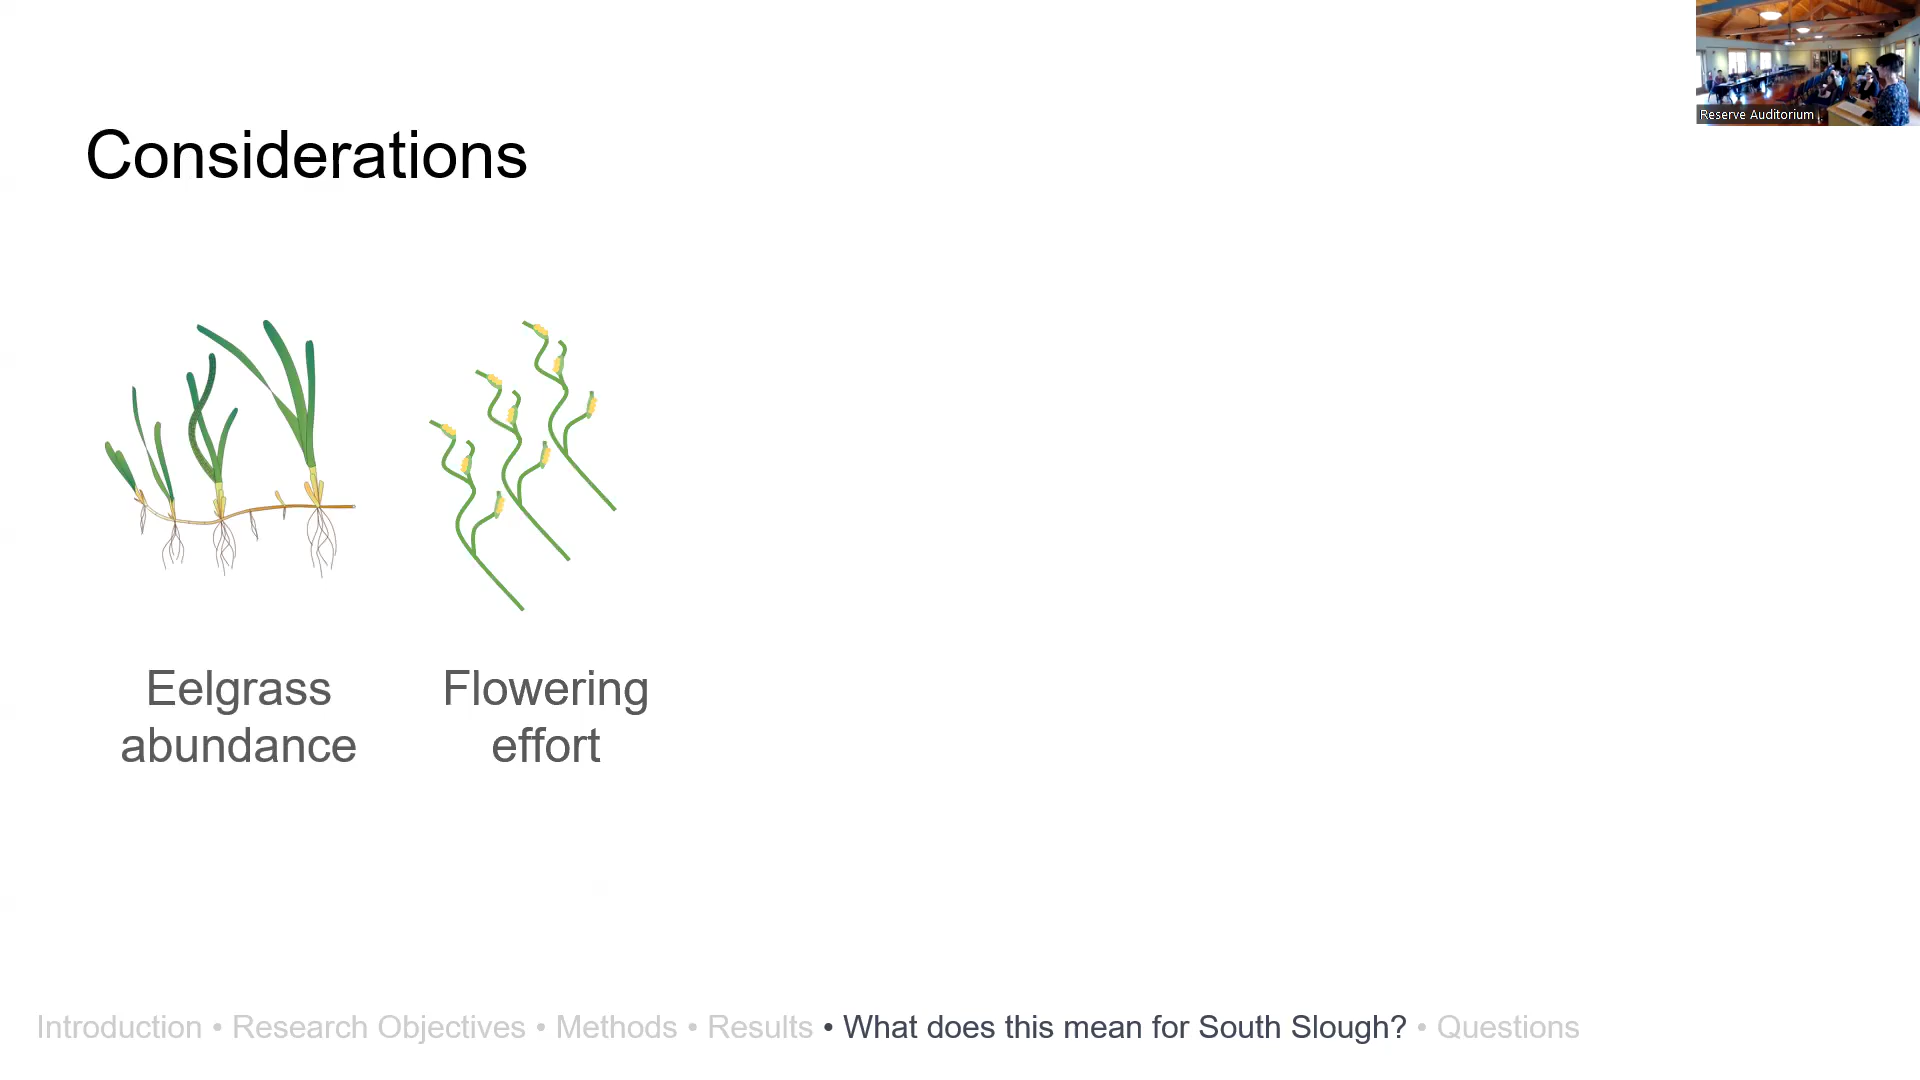 Reserve Auditorium
Considerations
Eelgrass
abundance
Flowering
effort
Introduction • Research Objectives • Methods • Results • What does this mean for South Slough? • Questions